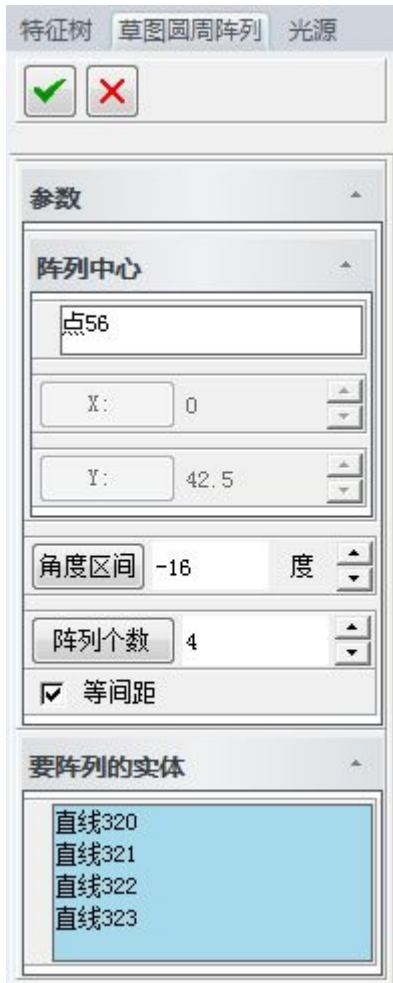 特征树 草图圆周阵列 光源
参数
阵列中心
点56
X: 0
Y: 42.5
角度区间 -16 度
阵列个数 4
等间距
要阵列的实体
直线320
直线321
直线322
直线323